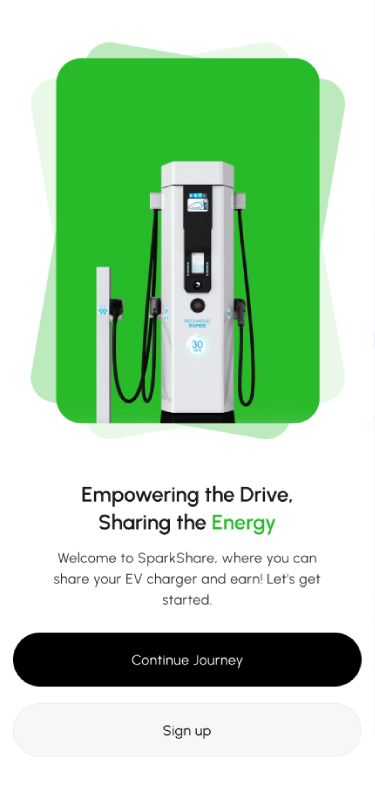 RECHARGE
RAPIDE
30
Empowering the Drive,
Sharing the Energy
Welcome to SparkShare, where you can
share your EV charger and earn! Let's get
started.
Continue Journey
Sign up